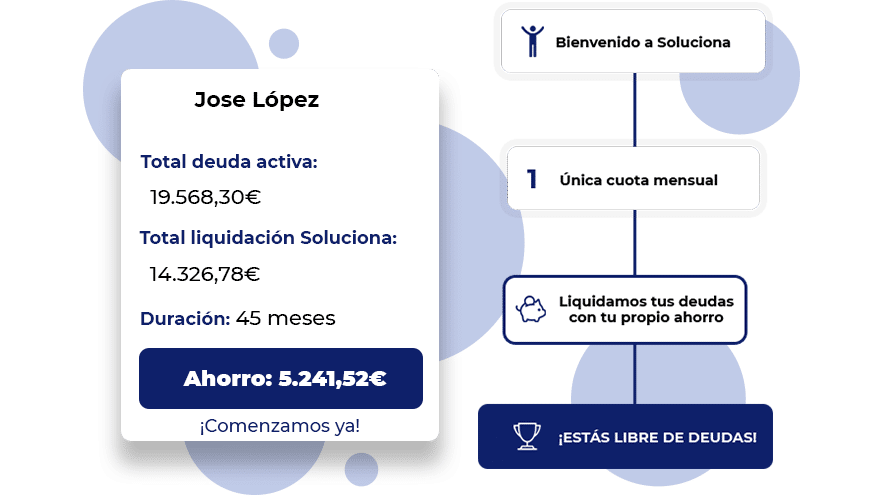 Jose López
Total deuda activa:
19.568,30€
Total liquidación Soluciona:
14.326,78€
Duración: 45 meses
Ahorro: 5.241,52€
¡Comenzamos ya!
Bienvenido a Soluciona
1 Única cuota mensual
Liquidamos tus deudas
con tu propio ahorro
¡ESTÁS LIBRE DE DEUDAS!